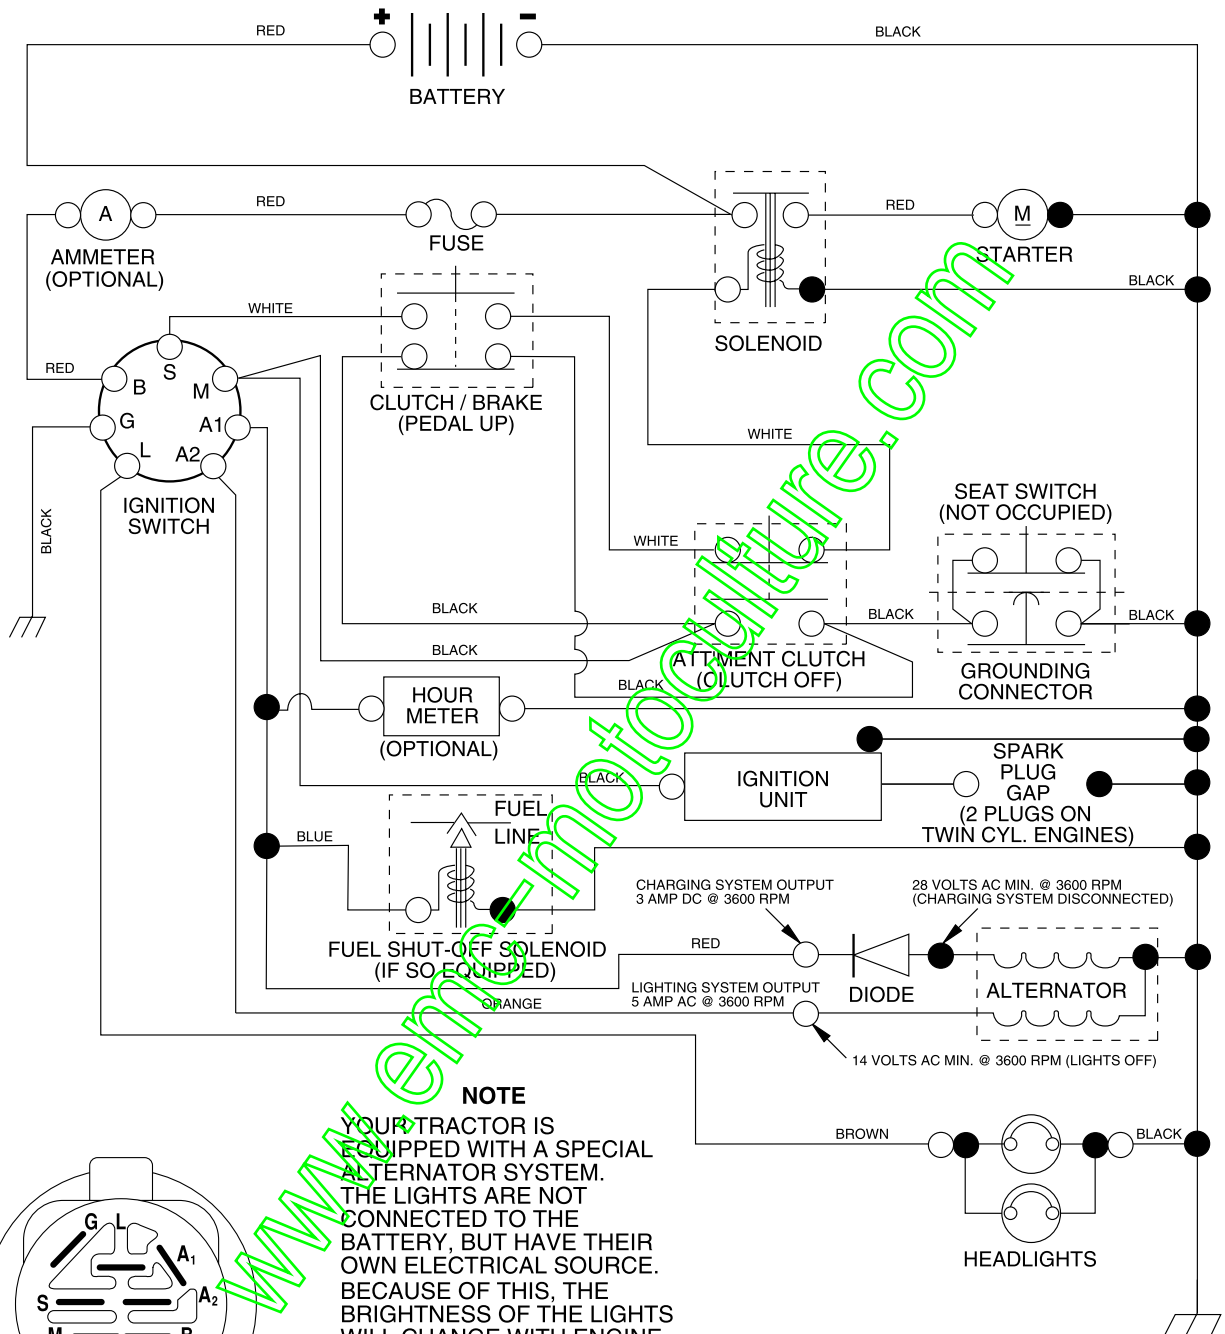 + -
RED
BLACK
BATTERY
RED
A
AMMETER
(OPTIONAL)
FUSE
RED
M
STARTER
BLACK
SOLENOID
WHITE
CLUTCH / BRAKE
(PEDAL UP)
RED
S
B
M
G
A1
L
A2
IGNITION
SWITCH
BLACK
WHITE
WHITE
SEAT SWITCH
(NOT OCCUPIED)
BLACK
BLACK
BLACK
BLACK
ATT'MENT CLUTCH
(CLUTCH OFF)
BLACK
GROUNDING
CONNECTOR
HOUR
METER
(OPTIONAL)
BLACK
IGNITION
UNIT
SPARK
PLUG
GAP
(2 PLUGS ON
TWIN CYL. ENGINES)
FUEL
LINE
BLUE
FUEL SHUT-OFF SOLENOID
(IF SO EQUIPPED)
CHARGING SYSTEM OUTPUT
3 AMP DC @ 3600 RPM
28 VOLTS AC MIN. @ 3600 RPM
(CHARGING SYSTEM DISCONNECTED)
RED
DIODE
ALTERNATOR
LIGHTING SYSTEM OUTPUT
5 AMP AC @ 3600 RPM
ORANGE
14 VOLTS AC MIN. @ 3600 RPM (LIGHTS OFF)
BROWN
BLACK
HEADLIGHTS
NOTE
YOUR TRACTOR IS
EQUIPPED WITH A SPECIAL
ALTERNATOR SYSTEM.
THE LIGHTS ARE NOT
CONNECTED TO THE
BATTERY, BUT HAVE THEIR
OWN ELECTRICAL SOURCE.
BECAUSE OF THIS, THE
BRIGHTNESS OF THE LIGHTS
WILL CHANGE WITH ENGINE
G L
A1
A2
S
M B
www.emc-motoculture.com